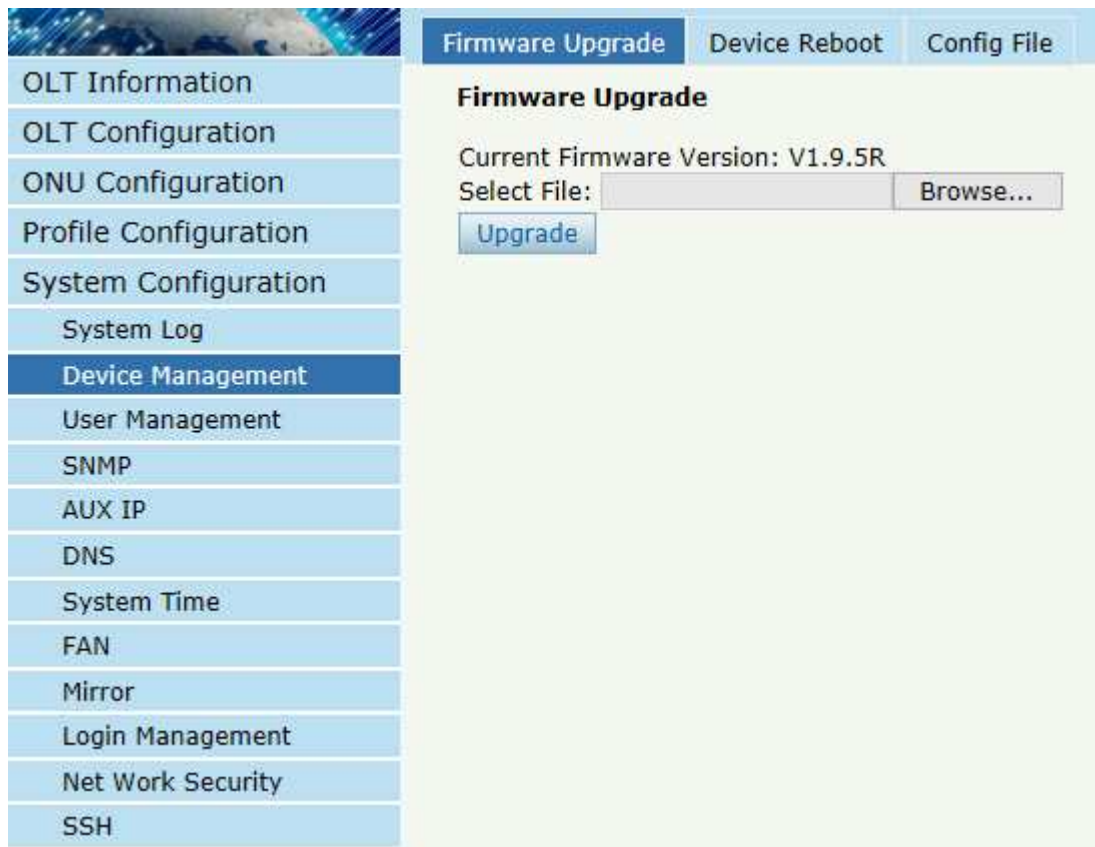 Firmware Upgrade Device Reboot Config File
OLT Information
OLT Configuration
ONU Configuration
Profile Configuration
System Configuration
System Log
Device Management
User Management
SNMP
AUX IP
DNS
System Time
FAN
Mirror
Login Management
Net Work Security
SSH
Firmware Upgrade
Current Firmware Version: V1.9.5R
Select File: Browse...
Upgrade